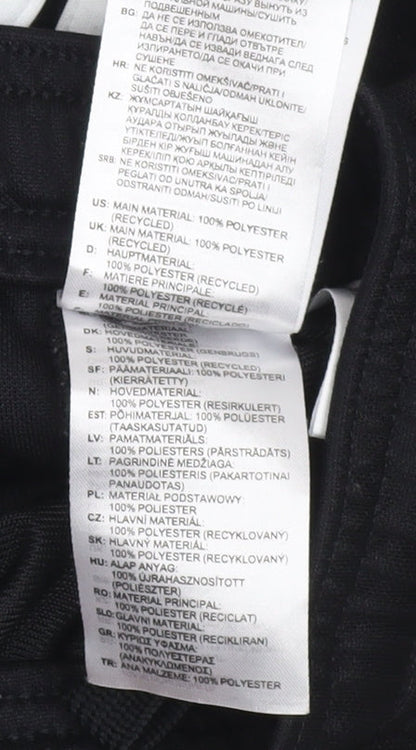 ПОДВЕШЕННЫМ
BG: ДА НЕ СЕ ИЗПОЛЗВА ОМЕКОТИТЕЛ/
ДА СЕ ПЕРЕ И ГЛАДИ ОТВЪТРЕ
НАВЪН/ДА СЕ ИЗВАДИ ВЕДНАГА СЛЕД
ИЗПИРАНЕТО/ДА СЕ ОКАЧИ ПРИ
СУШЕНЕ
HR: NE KORISTITI OMEKŠIVAČ/PRATI I
GLAČATI S NALIČJA/ODMAH UKLONITE/
SUŠITI OBJEŠENO
KZ: ЖҰМСАРТАТЫН ШАЙҚАҒЫШ
ҚҰРАЛДЫ ҚОЛДАНБАУ КЕРЕК/ТЕРІС
АУДАРА ОТЫРЫП ЖУЫЛАДЫ ЖӘНЕ
ҮТІКТЕЛЕДІ/ЖУЫП БОЛҒАННАН КЕЙІН
БІРДЕН КІР ЖУҒЫШ МАШИНАДАН АЛУ
КЕРЕК/ІЛІП ҚОЮ АРҚЫЛЫ КЕПТІРІЛЕДІ
SRB: NE KORISTITI OMEKŠIVAČ/PRATI I
PEGLATI OD UNUTRA KA SPOLJA/
ODSTRANITI ODMAH/SUŠITI PO LINIJI
US: MAIN MATERIAL: 100% POLYESTER
(RECYCLED)
UK: MAIN MATERIAL: 100% POLYESTER
(RECYCLED)
D: HAUPTMATERIAL:
100% POLYESTER (RECYCLED)
F: MATIERE PRINCIPALE:
100% POLYESTER (RECYCLÉ)
E: MATERIAL PRINCIPAL:
100% POLYESTER (RECICLADO)
DK: HOVEDMATERIALE:
S: HUVUDMATERIAL:
SF: PÄÄMATERIAALI: 100% POLYESTERI
(KIERRÄTETTY)
N: HOVEDMATERIAL:
100% POLYESTER (RESIRKULERT)
EST: PÕHIMATERJAL: 100% POLÜESTER
(TAASKASUTATUD)
LV: PAMATMATERIĀLS:
100% POLIESTERS (PĀRSTRĀDĀTS)
LT: PAGRINDINĖ MEDŽIAGA:
100% POLIESTERIS (PAKARTOTINAI
PANAUDOTAS)
PL: MATERIAŁ PODSTAWOWY:
100% POLIESTER
CZ: HLAVNÍ MATERIÁL:
100% POLYESTER (RECYKLOVANÝ)
SK: HLAVNÝ MATERIÁL:
100% POLYESTER (RECYKLOVANÝ)
HU: ALAP ANYAG:
100% ÚJRAHASZNOSÍTOTT
(POLIÉSZTER)
RO: MATERIAL PRINCIPAL:
100% POLIESTER (RECICLAT)
SLO: GLAVNI MATERIAL:
100% POLIESTER (RECIKLIRAN)
GR: ΚΥΡΙΩΣ ΥΦΑΣΜΑ:
100% ΠΟΛΥΕΣΤΕΡΑΣ
(ΑΝΑΚΥΚΛΩΜΕΝΟΣ)
TR: ANA MALZEME: 100% POLYESTER